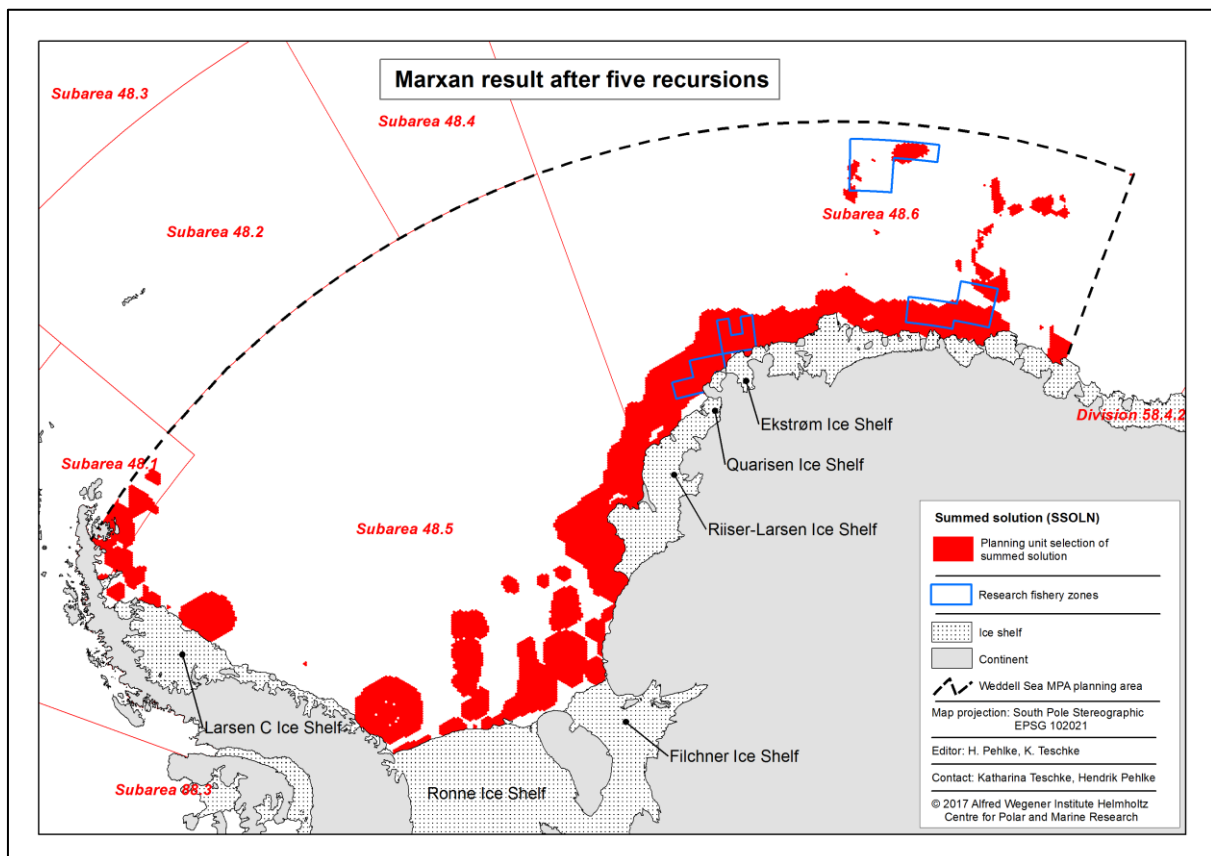 Marxan result after five recursions
Subarea 48.3
Subarea 48.4
Subarea 48.2
Subarea 48.6
Division 58.4.2
Ekstrøm Ice Shelf
Quarisen Ice Shelf
Subarea 48.1
Riiser-Larsen Ice Shelf
Subarea 48.5
Larsen C Ice Shelf
Filchner Ice Shelf
Subarea 88.3
Ronne Ice Shelf
Summed solution (SSOLN)
Planning unit selection of
summed solution
Research fishery zones
Ice shelf
Continent
Weddell Sea MPA planning area
Map projection: South Pole Stereographic
EPSG 102021
Editor: H. Pehlke, K. Teschke
Contact: Katharina Teschke, Hendrik Pehlke
© 2017 Alfred Wegener Institute Helmholtz
Centre for Polar and Marine Research